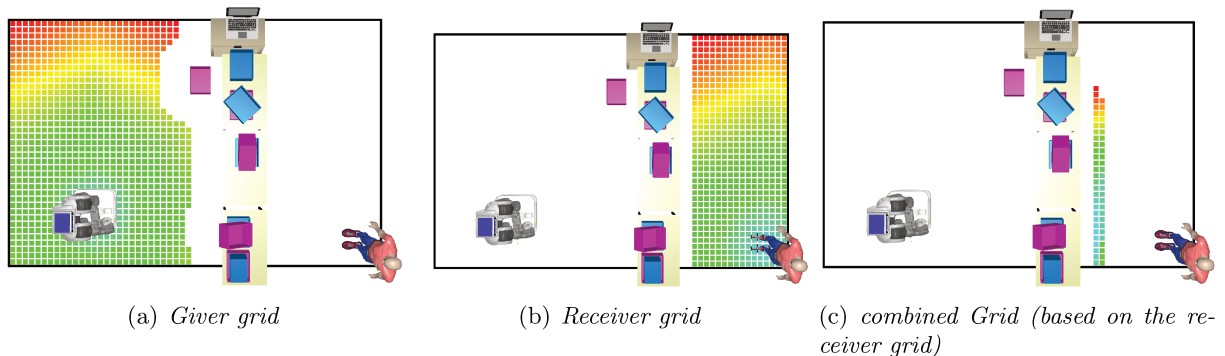 (a) Giver grid
(b) Receiver grid
(c) combined Grid (based on the re-
ceiver grid)